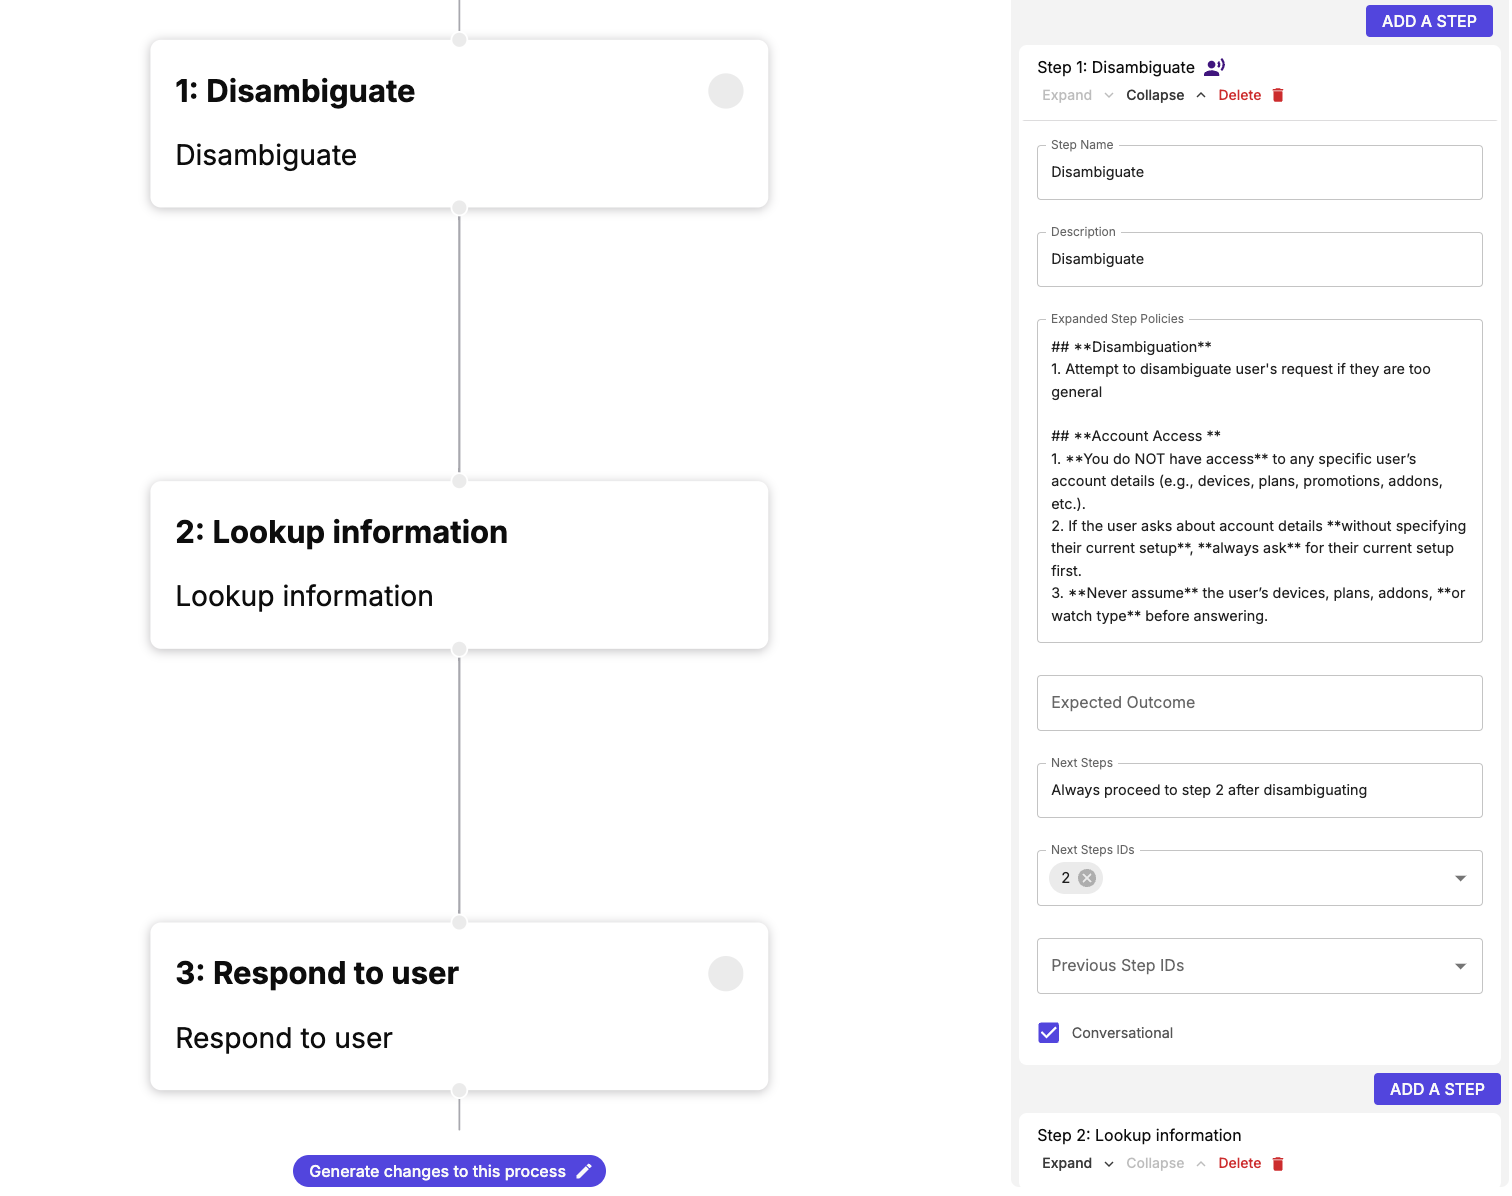 1: Disambiguate
Disambiguate
2: Lookup information
Lookup information
3: Respond to user
Respond to user
Generate changes to this process
ADD A STEP
Step 1: Disambiguate
Expand Collapse Delete
Step Name
Disambiguate
Description
Disambiguate
Expanded Step Policies
## **Disambiguation**
1. Attempt to disambiguate user's request if they are too
general
## **Account Access **
1. **You do NOT have access** to any specific user’s
account details (e.g., devices, plans, promotions, addons,
etc.).
2. If the user asks about account details **without specifying
their current setup**, **always ask** for their current setup
first.
3. **Never assume** the user’s devices, plans, addons, **or
watch type** before answering.
Expected Outcome
Next Steps
Always proceed to step 2 after disambiguating
Next Steps IDs
2
Previous Step IDs
Conversational
ADD A STEP
Step 2: Lookup information
Expand Collapse Delete